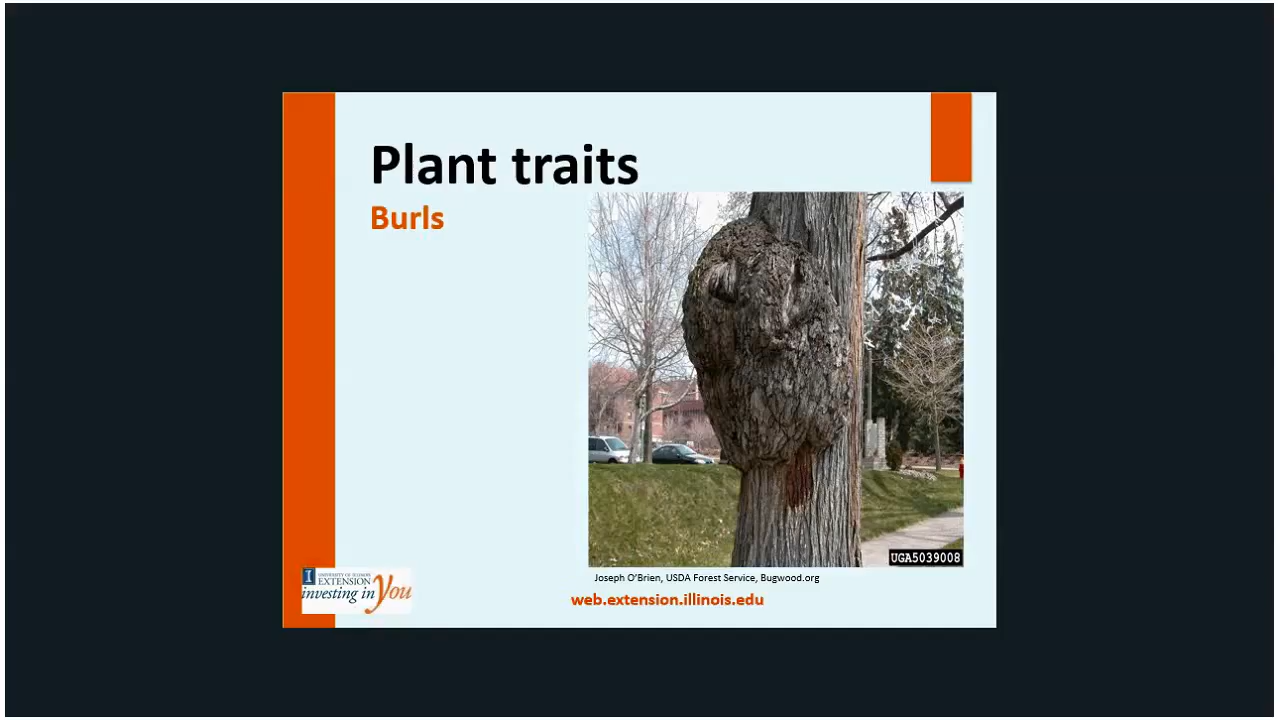 Plant traits
Burls
UGA5039008
Joseph O'Brien, USDA Forest Service, Bugwood.org
UNIVERSITY OF ILLINOIS
EXTENSION
investing in You
web.extension.illinois.edu